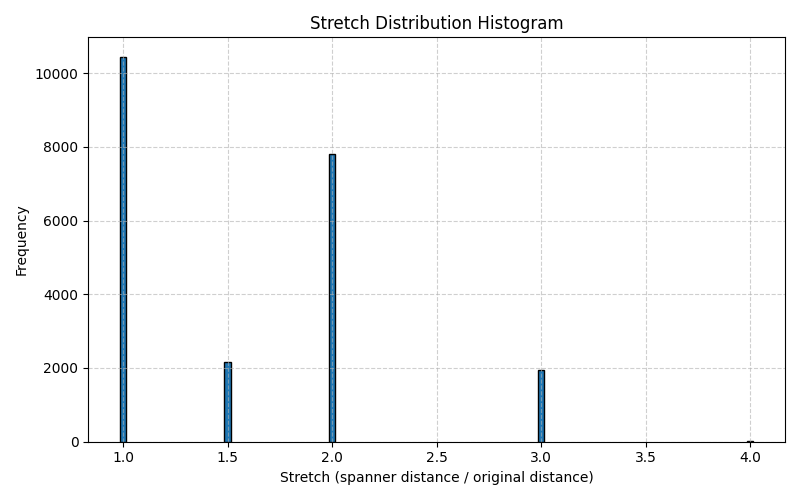 Stretch Distribution Histogram
Frequency
10000
8000
6000
4000
2000
0
1.0 1.5 2.0 2.5 3.0 3.5 4.0
Stretch (spanner distance / original distance)